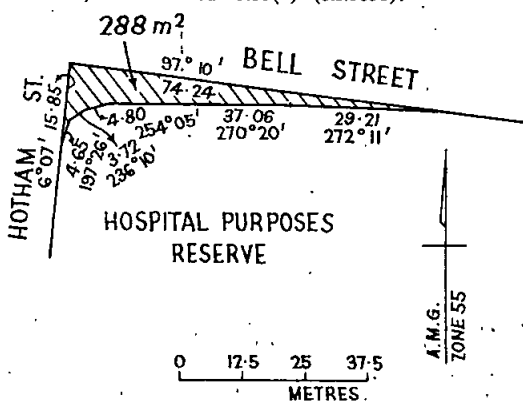 288 m²
97° 10'
BELL STREET
74·24
HOTHAM ST.
6° 07' 15·85
4·65
197° 26'
3·72
236° 10'
4·80
254° 05'
37·06
270° 20'
29·21
272° 11'
HOSPITAL PURPOSES
RESERVE
A.M.G.
ZONE 55
0 12·5 25 37·5
METRES